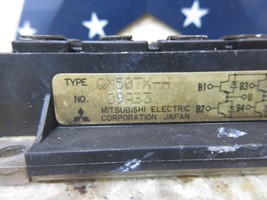 TYPE QM50TX-H
NO.
MITSUBISHI ELECTRIC
CORPORATION JAPAN
B1 B3
B2 B4